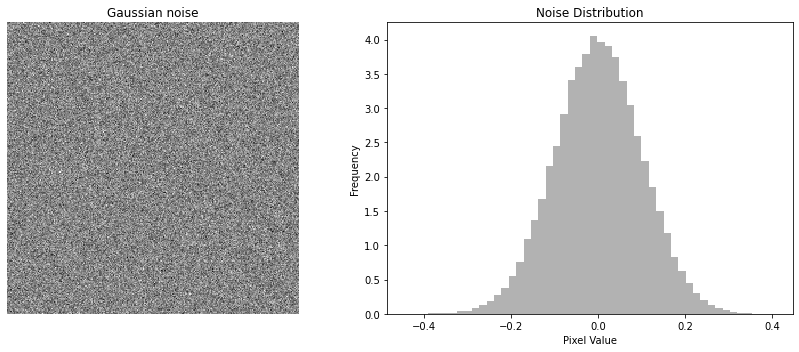 Gaussian noise
Noise Distribution
Frequency
4.0
3.5
3.0
2.5
2.0
1.5
1.0
0.5
0.0
−0.4 −0.2 0.0 0.2 0.4
Pixel Value